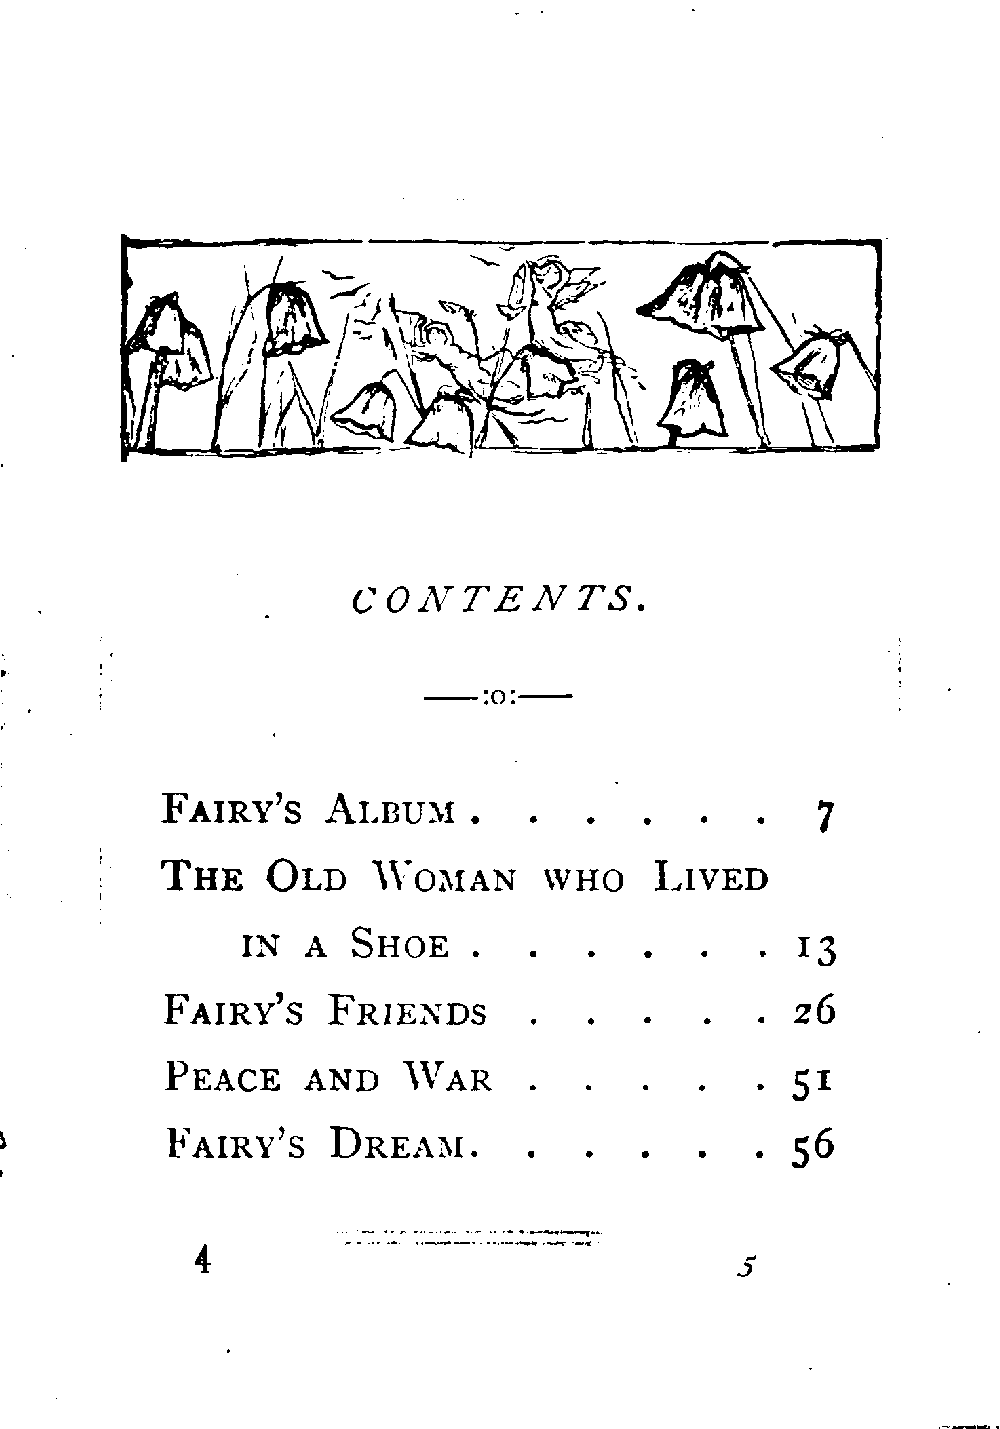 CONTENTS.
——:o:——
FAIRY'S ALBUM . . . . . . 7
THE OLD WOMAN WHO LIVED
IN A SHOE . . . . . . 13
FAIRY'S FRIENDS . . . . . 26
PEACE AND WAR . . . . . 51
FAIRY'S DREAM . . . . . . 56
4 5